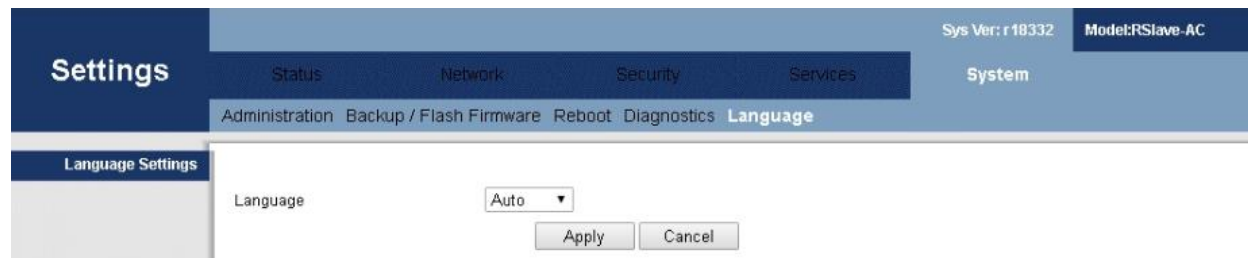 Sys Ver: r18332 Model:RSlave-AC
Settings
Status Network Security Services System
Administration Backup / Flash Firmware Reboot Diagnostics Language
Language Settings
Language Auto
Apply Cancel